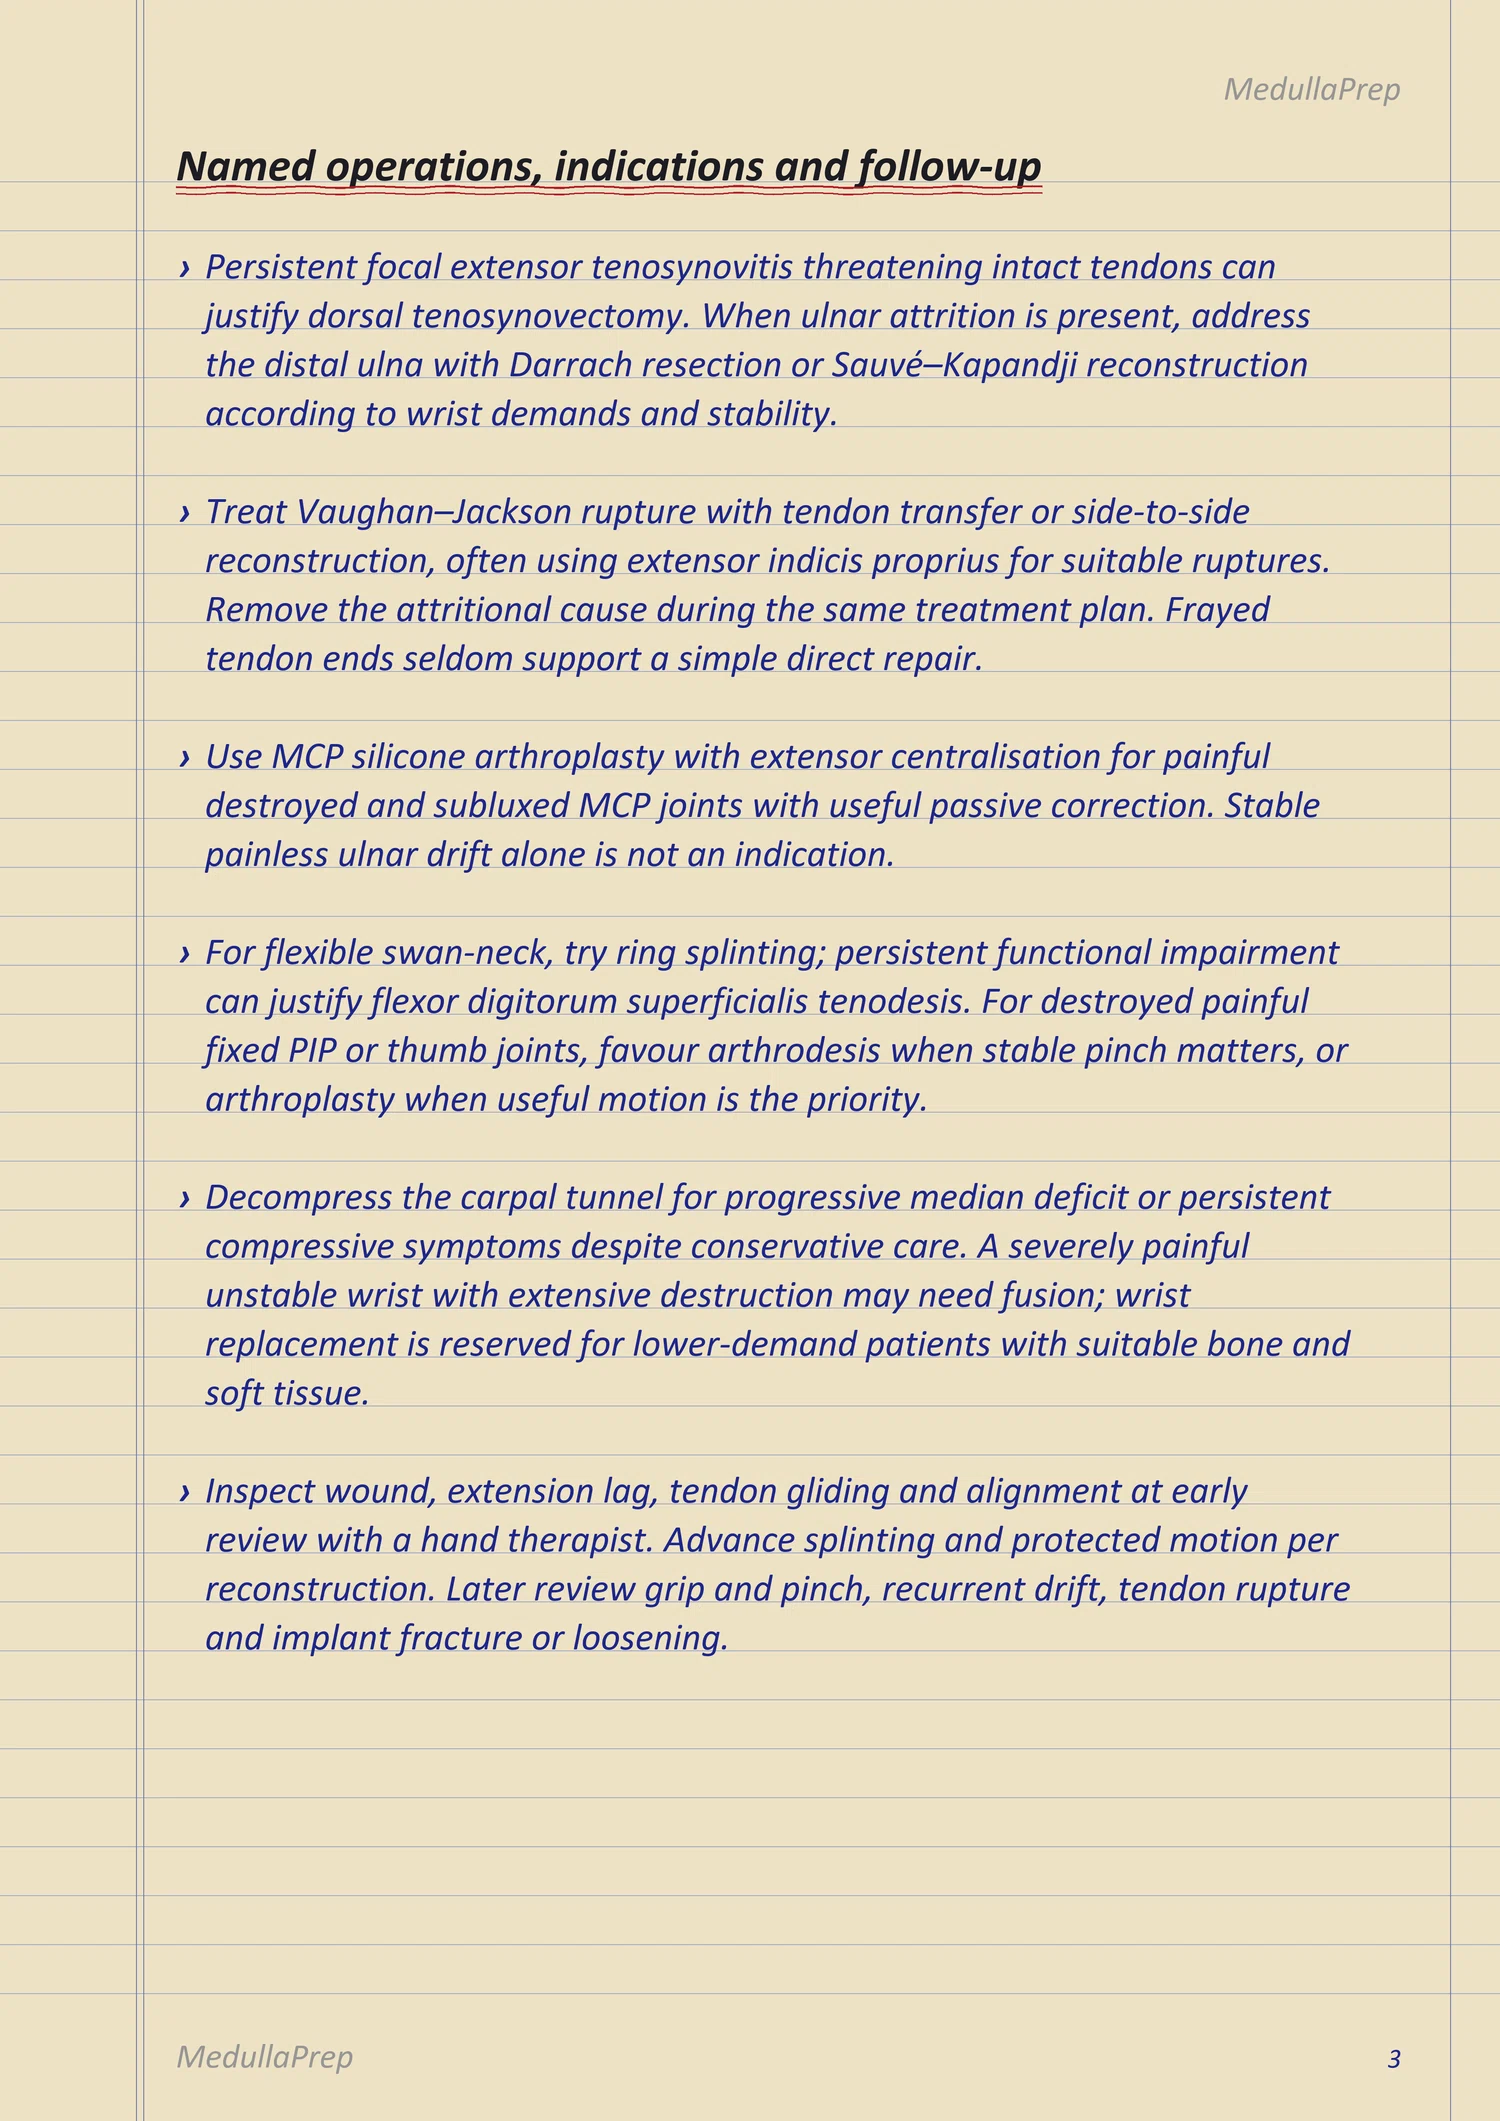 MedullaPrep
Named operations, indications and follow-up
› Persistent focal extensor tenosynovitis threatening intact tendons can
justify dorsal tenosynovectomy. When ulnar attrition is present, address
the distal ulna with Darrach resection or Sauvé–Kapandji reconstruction
according to wrist demands and stability.
› Treat Vaughan–Jackson rupture with tendon transfer or side-to-side
reconstruction, often using extensor indicis proprius for suitable ruptures.
Remove the attritional cause during the same treatment plan. Frayed
tendon ends seldom support a simple direct repair.
› Use MCP silicone arthroplasty with extensor centralisation for painful
destroyed and subluxed MCP joints with useful passive correction. Stable
painless ulnar drift alone is not an indication.
› For flexible swan-neck, try ring splinting; persistent functional impairment
can justify flexor digitorum superficialis tenodesis. For destroyed painful
fixed PIP or thumb joints, favour arthrodesis when stable pinch matters, or
arthroplasty when useful motion is the priority.
› Decompress the carpal tunnel for progressive median deficit or persistent
compressive symptoms despite conservative care. A severely painful
unstable wrist with extensive destruction may need fusion; wrist
replacement is reserved for lower-demand patients with suitable bone and
soft tissue.
› Inspect wound, extension lag, tendon gliding and alignment at early
review with a hand therapist. Advance splinting and protected motion per
reconstruction. Later review grip and pinch, recurrent drift, tendon rupture
and implant fracture or loosening.
MedullaPrep
3